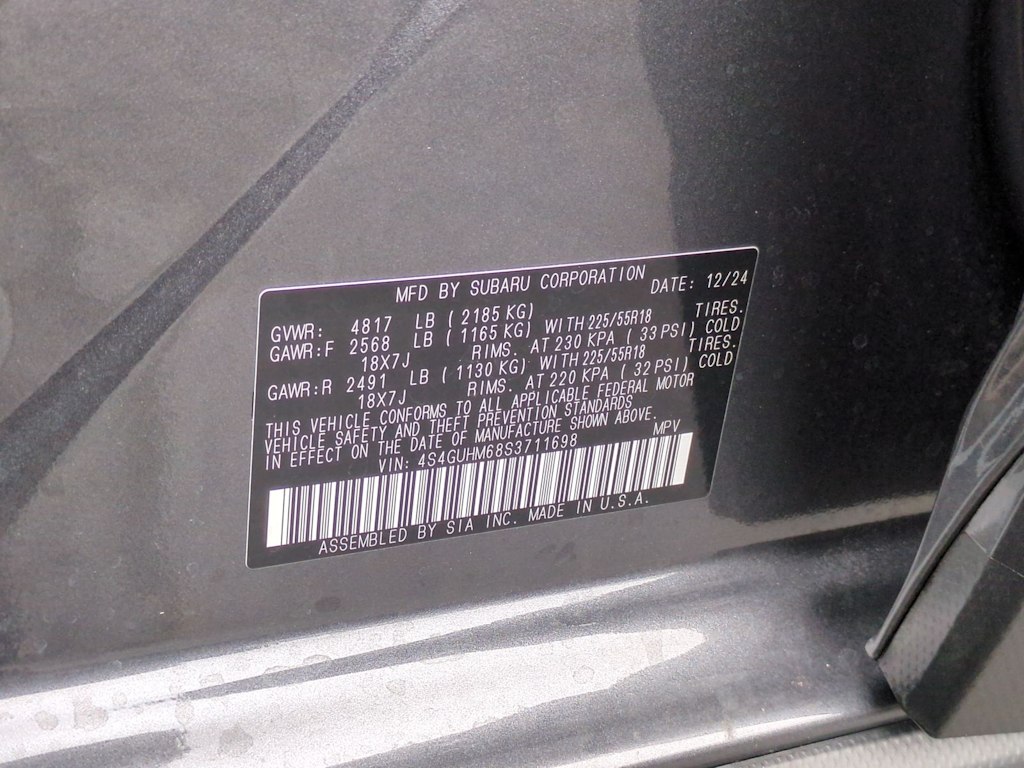 MFD BY SUBARU CORPORATION DATE: 12/24
GVWR: 4817 LB ( 2185 KG)
GAWR:F 2568 LB ( 1165 KG) WITH 225/55R18 TIRES.
18X7J RIMS. AT 230 KPA ( 33 PSI) COLD
GAWR:R 2491 LB ( 1130 KG) WITH 225/55R18 TIRES.
18X7J RIMS. AT 220 KPA ( 32 PSI) COLD
THIS VEHICLE CONFORMS TO ALL APPLICABLE FEDERAL MOTOR
VEHICLE SAFETY AND THEFT PREVENTION STANDARDS
IN EFFECT ON THE DATE OF MANUFACTURE SHOWN ABOVE.
VIN: 4S4GUHM68S3711698 MPV
ASSEMBLED BY SIA INC. MADE IN U.S.A.